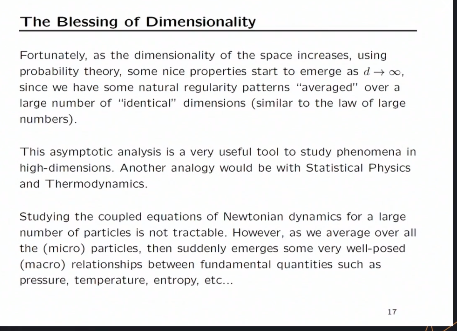 The Blessing of Dimensionality
Fortunately, as the dimensionality of the space increases, using
probability theory, some nice properties start to emerge as d → ∞,
since we have some natural regularity patterns “averaged” over a
large number of “identical” dimensions (similar to the law of large
numbers).
This asymptotic analysis is a very useful tool to study phenomena in
high-dimensions. Another analogy would be with Statistical Physics
and Thermodynamics.
Studying the coupled equations of Newtonian dynamics for a large
number of particles is not tractable. However, as we average over all
the (micro) particles, then suddenly emerges some very well-posed
(macro) relationships between fundamental quantities such as
pressure, temperature, entropy, etc...
17